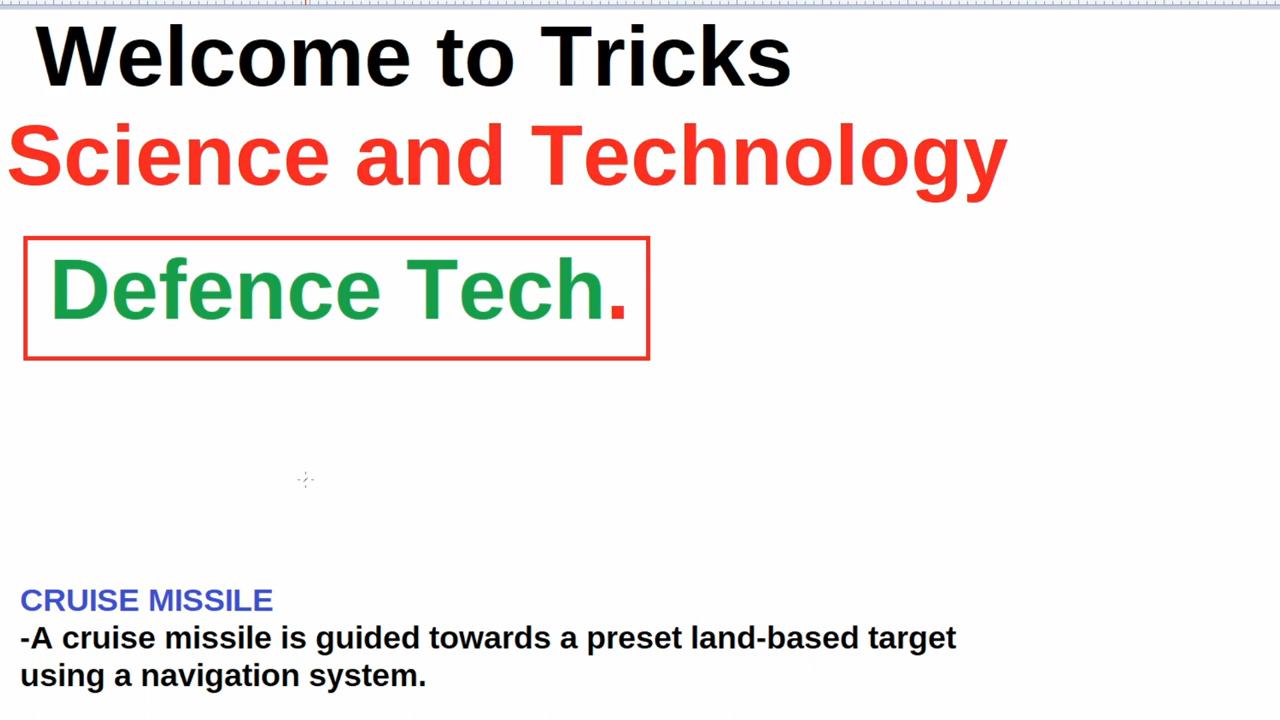 Welcome to Tricks
Science and Technology
Defence Tech.
CRUISE MISSILE
-A cruise missile is guided towards a preset land-based target
using a navigation system.